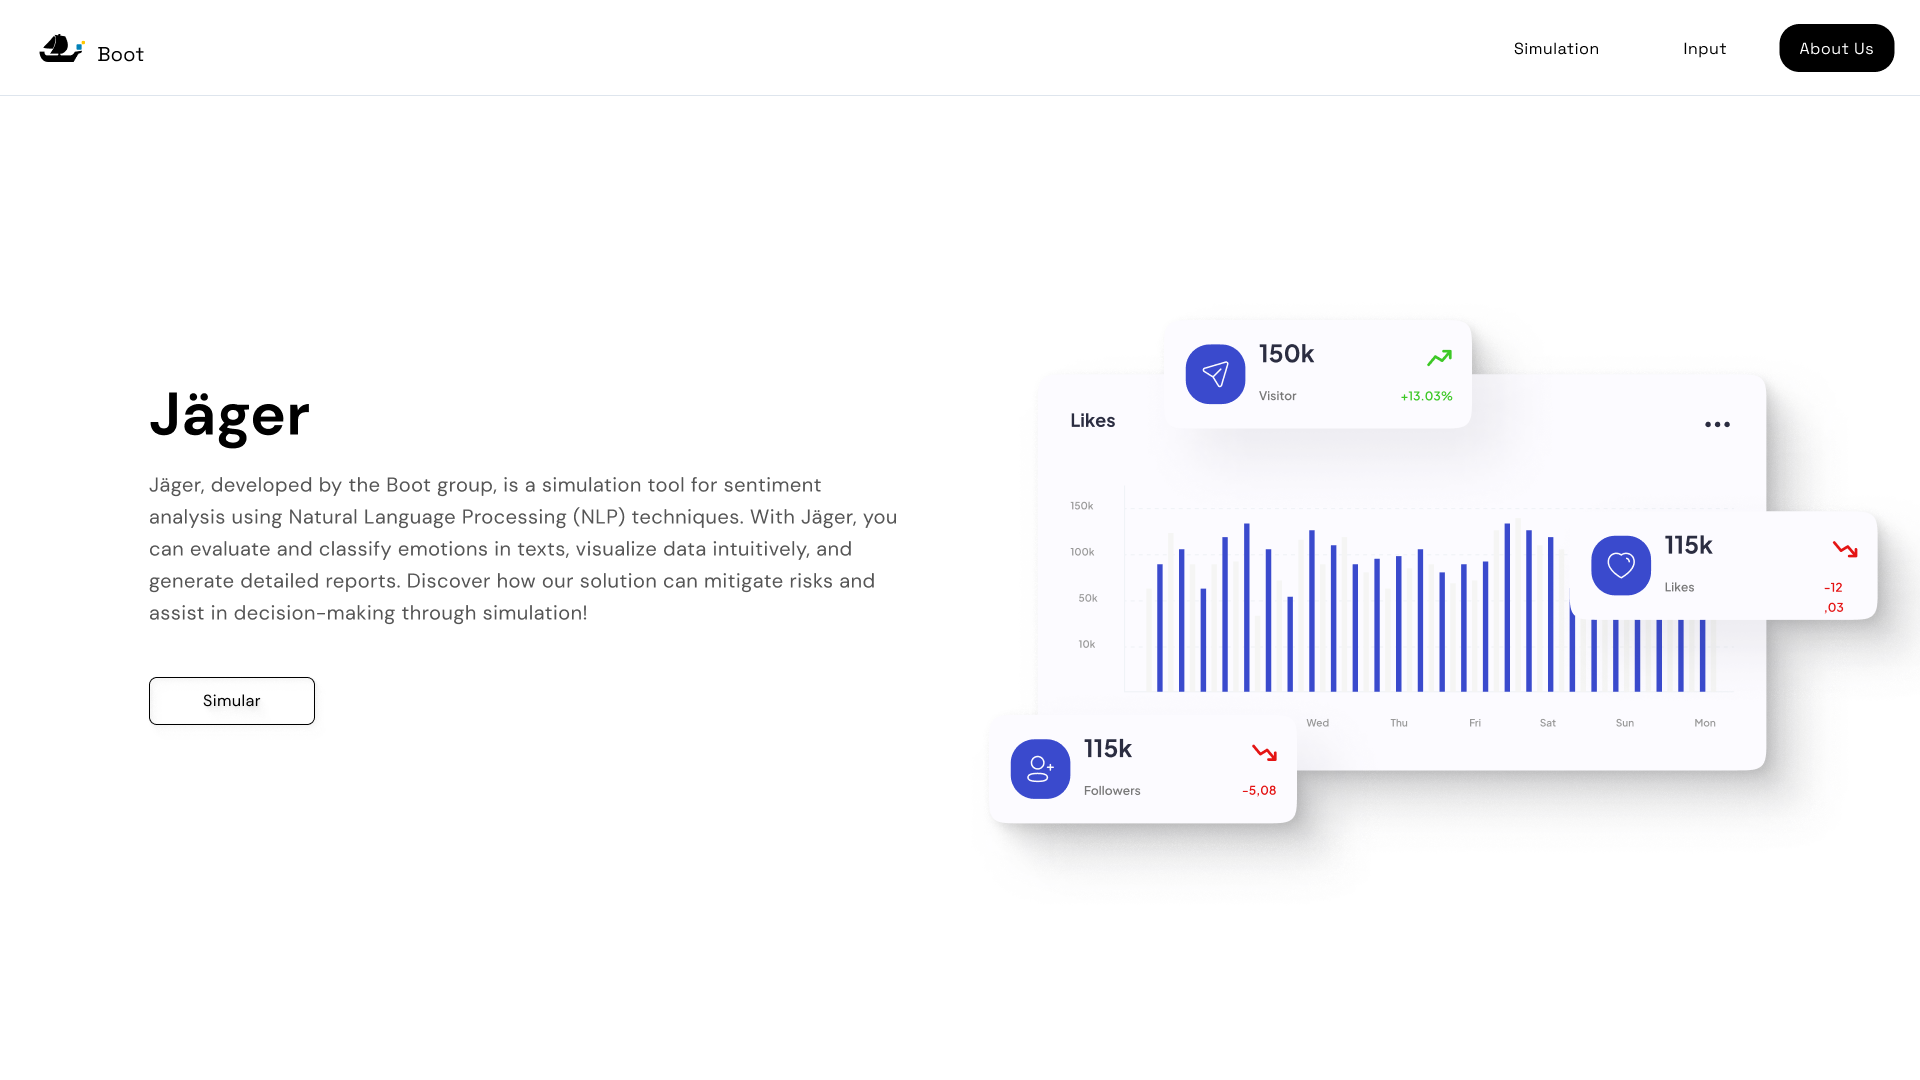 Boot
Simulation
Input
About Us
Jäger
Jäger, developed by the Boot group, is a simulation tool for sentiment
analysis using Natural Language Processing (NLP) techniques. With Jäger, you
can evaluate and classify emotions in texts, visualize data intuitively, and
generate detailed reports. Discover how our solution can mitigate risks and
assist in decision-making through simulation!
Simular
150k
Visitor
+13.03%
Likes
150k
100k
50k
10k
115k
Likes
-12
,03
Wed
Thu
Fri
Sat
Sun
Mon
115k
Followers
-5,08